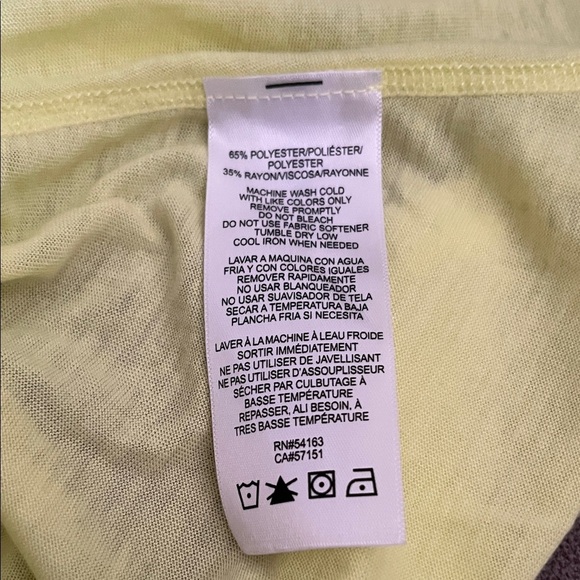 65% POLYESTER/POLIÉSTER/
POLYESTER
35% RAYON/VISCOSA/RAYONNE
MACHINE WASH COLD
WITH LIKE COLORS ONLY
REMOVE PROMPTLY
DO NOT BLEACH
DO NOT USE FABRIC SOFTENER
TUMBLE DRY LOW
COOL IRON WHEN NEEDED
LAVAR A MAQUINA CON AGUA
FRIA Y CON COLORES IGUALES
REMOVER RAPIDAMENTE
NO USAR BLANQUEADOR
NO USAR SUAVISADOR DE TELA
SECAR A TEMPERATURA BAJA
PLANCHA FRIA SI NECESITA
LAVER À LA MACHINE À LEAU FROIDE
SORTIR IMMÉDIATEMENT
NE PAS UTILISER DE JAVELLISANT
NE PAS UTILISER D'ASSOUPLISSEUR
SÉCHER PAR CULBUTAGE À
BASSE TEMPÉRATURE
REPASSER, ALI BESOIN, À
TRES BASSE TEMPÉRATURE
RN#54163
CA#57151